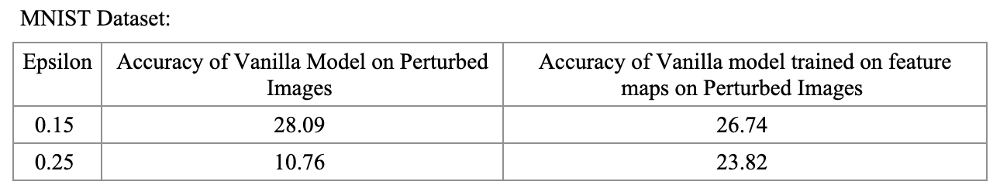 MNIST Dataset:
Epsilon Accuracy of Vanilla Model on Perturbed Images Accuracy of Vanilla model trained on feature maps on Perturbed Images
0.15 28.09 26.74
0.25 10.76 23.82